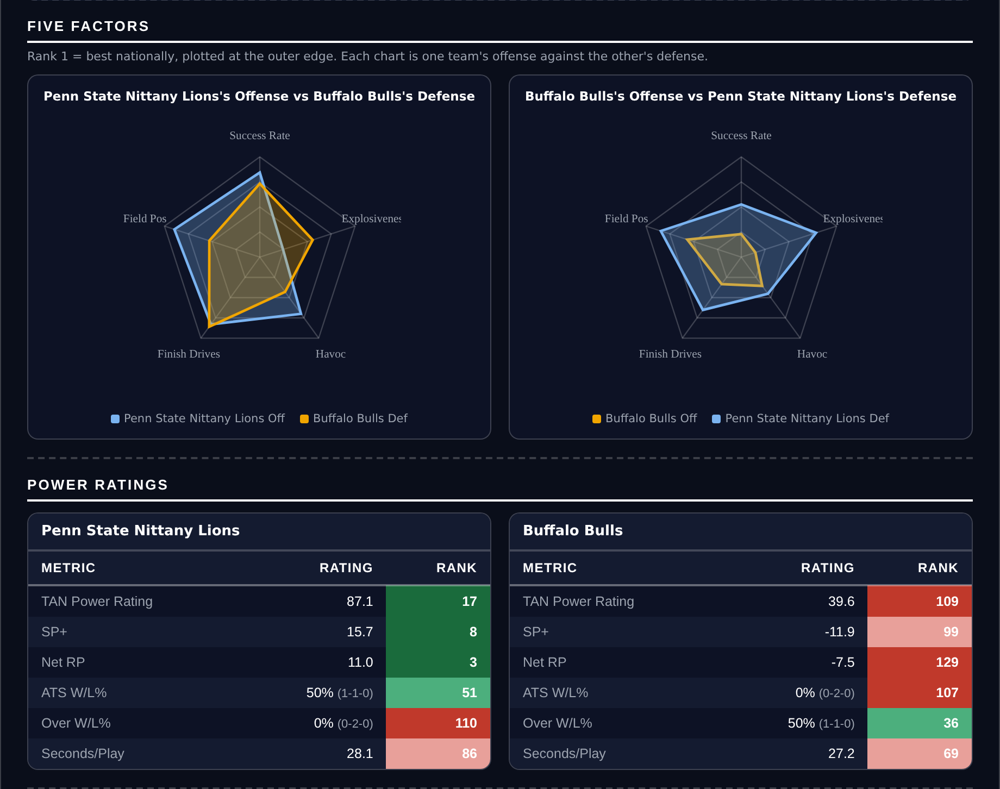 FIVE FACTORS
Rank 1 = best nationally, plotted at the outer edge. Each chart is one team's offense against the other's defense.
Penn State Nittany Lions's Offense vs Buffalo Bulls's Defense
Success Rate
Field Pos
Explosivenes
Finish Drives
Havoc
Penn State Nittany Lions Off
Buffalo Bulls Def
Buffalo Bulls's Offense vs Penn State Nittany Lions's Defense
Success Rate
Field Pos
Explosivenes
Finish Drives
Havoc
Buffalo Bulls Off
Penn State Nittany Lions Def
POWER RATINGS
Penn State Nittany Lions
METRIC RATING RANK
TAN Power Rating 87.1 17
SP+ 15.7 8
Net RP 11.0 3
ATS W/L% 50% (1-1-0) 51
Over W/L% 0% (0-2-0) 110
Seconds/Play 28.1 86
Buffalo Bulls
METRIC RATING RANK
TAN Power Rating 39.6 109
SP+ -11.9 99
Net RP -7.5 129
ATS W/L% 0% (0-2-0) 107
Over W/L% 50% (1-1-0) 36
Seconds/Play 27.2 69